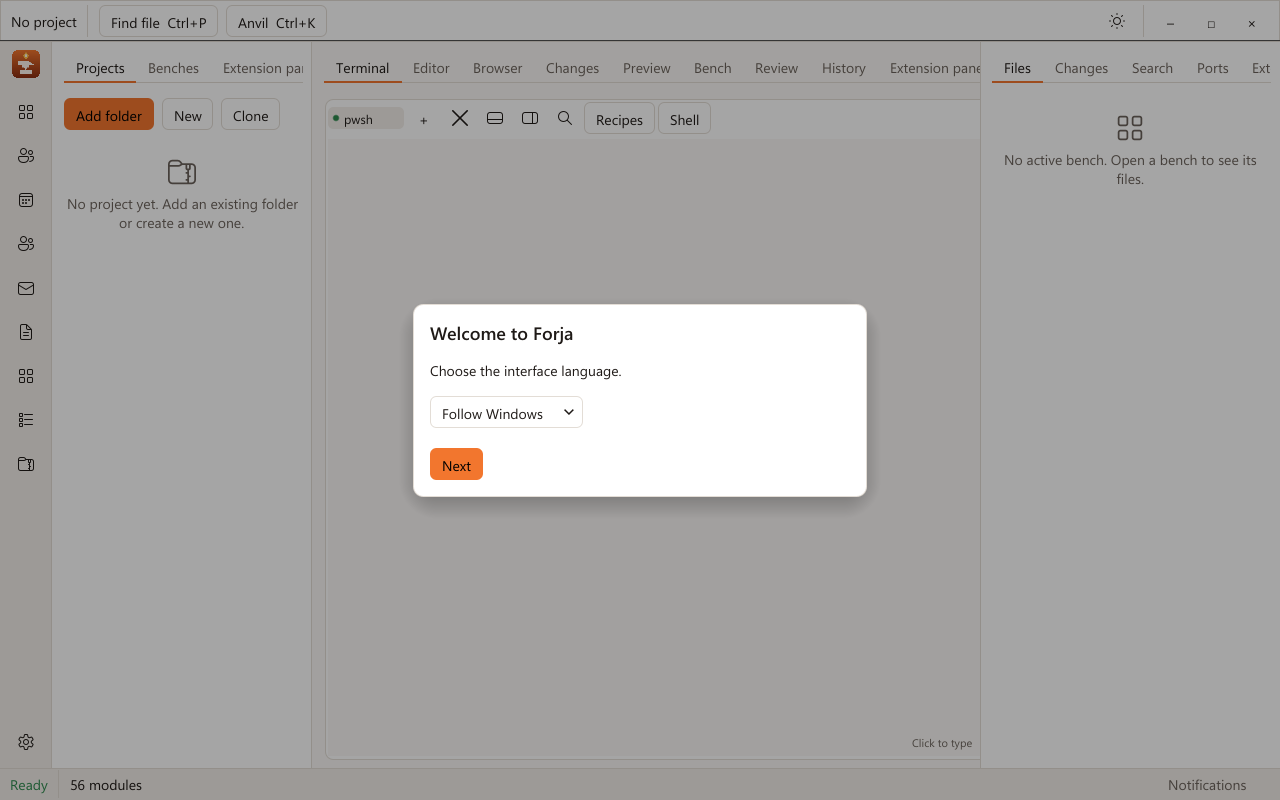 No project
Find file Ctrl+P
Anvil Ctrl+K
Projects
Benches
Extension
Add folder
New
Clone
No project yet. Add an existing folder
or create a new one.
Terminal
Editor
Browser
Changes
Preview
Bench
Review
History
Extension
pwsh
Recipes
Shell
Click to type
Files
Changes
Search
Ports
No active bench. Open a bench to see its
files.
Welcome to Forja
Choose the interface language.
Follow Windows
Next
Ready
56 modules
Notifications